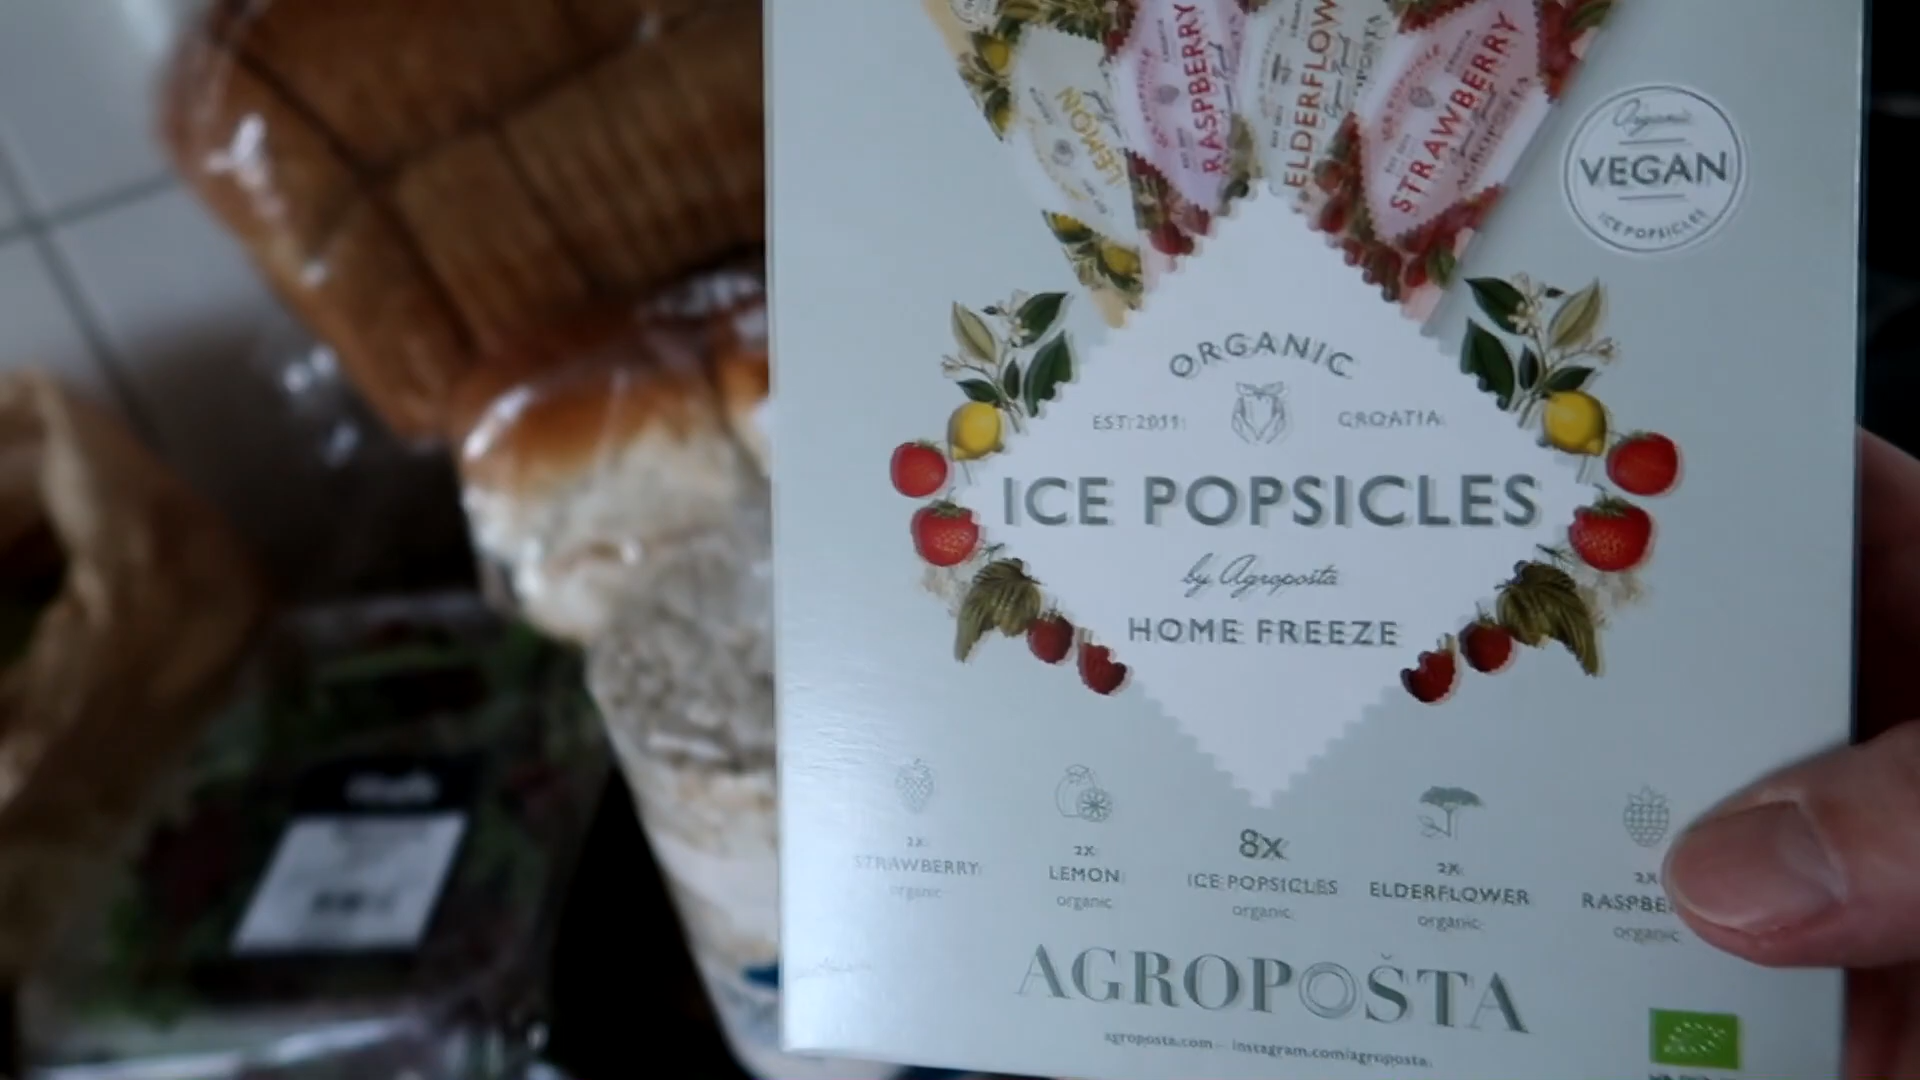 LEMON
RASPBERRY
STRAWBERRY
AGROPOSTA
Organic
VEGAN
ICE POPSICLES
ORGANIC
EST. 2011.
CROATIA
ICE POPSICLES
by Agroposta
HOME FREEZE
2X
STRAWBERRY
organic
2X
LEMON
organic
8X
ICE POPSICLES
organic
2X
ELDERFLOWER
organic
2X
organic
AGROPOŠTA
agroposta.com - instagram.com/agroposta